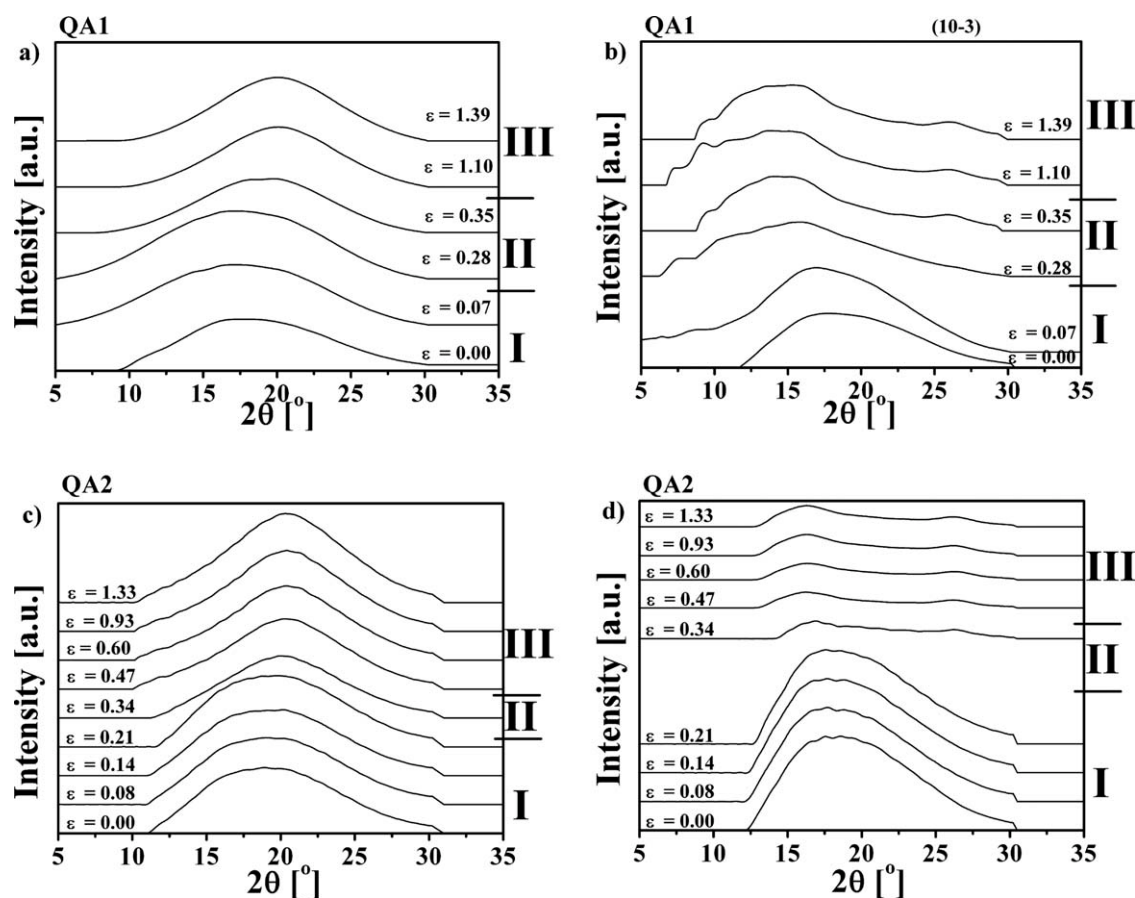 QA1
a)
Intensity [a.u.]
ε = 1.39
ε = 1.10
ε = 0.35
ε = 0.28
ε = 0.07
ε = 0.00
III
II
I
5 10 15 20 25 30 35
2θ [°]
QA1
(10-3)
b)
Intensity [a.u.]
ε = 1.39
ε = 1.10
ε = 0.35
ε = 0.28
ε = 0.07
ε = 0.00
III
II
I
5 10 15 20 25 30 35
2θ [°]
QA2
c)
Intensity [a.u.]
ε = 1.33
ε = 0.93
ε = 0.60
ε = 0.47
ε = 0.34
ε = 0.21
ε = 0.14
ε = 0.08
ε = 0.00
III
II
I
5 10 15 20 25 30 35
2θ [°]
QA2
d)
Intensity [a.u.]
ε = 1.33
ε = 0.93
ε = 0.60
ε = 0.47
ε = 0.34
ε = 0.21
ε = 0.14
ε = 0.08
ε = 0.00
III
II
I
5 10 15 20 25 30 35
2θ [°]